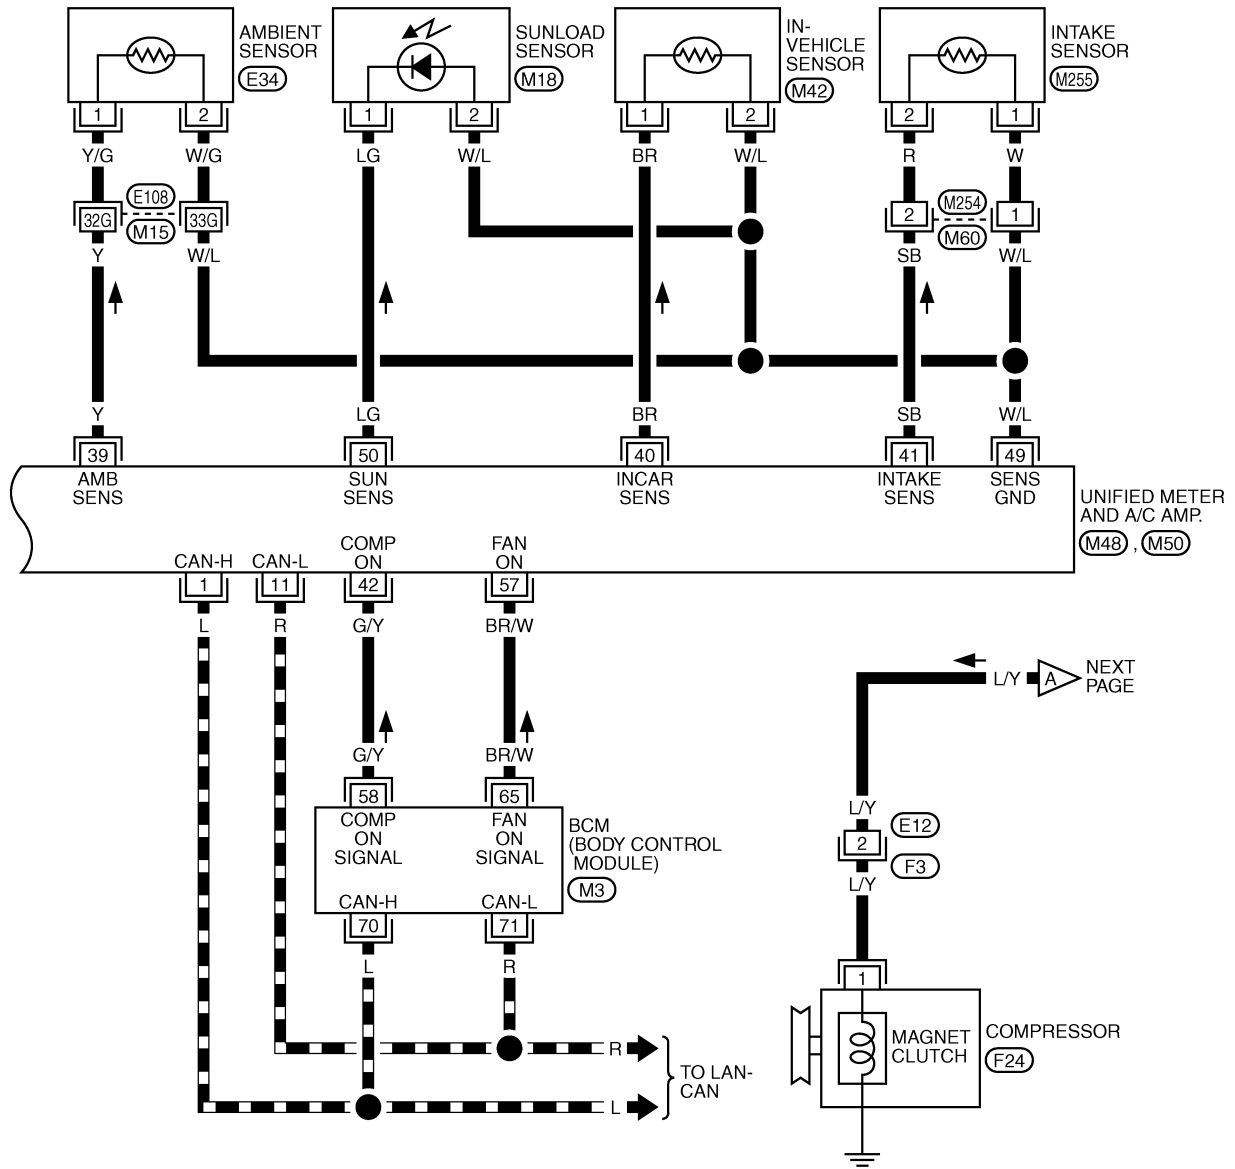 AMBIENT
SENSOR
E34
SUNLOAD
SENSOR
M18
IN-
VEHICLE
SENSOR
M42
INTAKE
SENSOR
M255
1 2 1 2 1 2 2 1
Y/G W/G LG W/L BR W/L R W
32G E108 33G
M15
2 M254 1
M60
Y W/L SB W/L
Y LG BR SB W/L
39 50 40 41 49
AMB
SENS
SUN
SENS
INCAR
SENS
INTAKE
SENS
SENS
GND
UNIFIED METER
AND A/C AMP.
M48 , M50
CAN-H CAN-L
COMP
ON
FAN
ON
1 11 42 57
L R G/Y BR/W
L/Y A
NEXT
PAGE
G/Y BR/W
58 65
COMP
ON
SIGNAL
FAN
ON
SIGNAL
BCM
(BODY CONTROL
MODULE)
M3
CAN-H CAN-L
70 71
L R
L/Y
2
E12
F3
L/Y
1
MAGNET
CLUTCH
COMPRESSOR
F24
R
L
TO LAN-
CAN